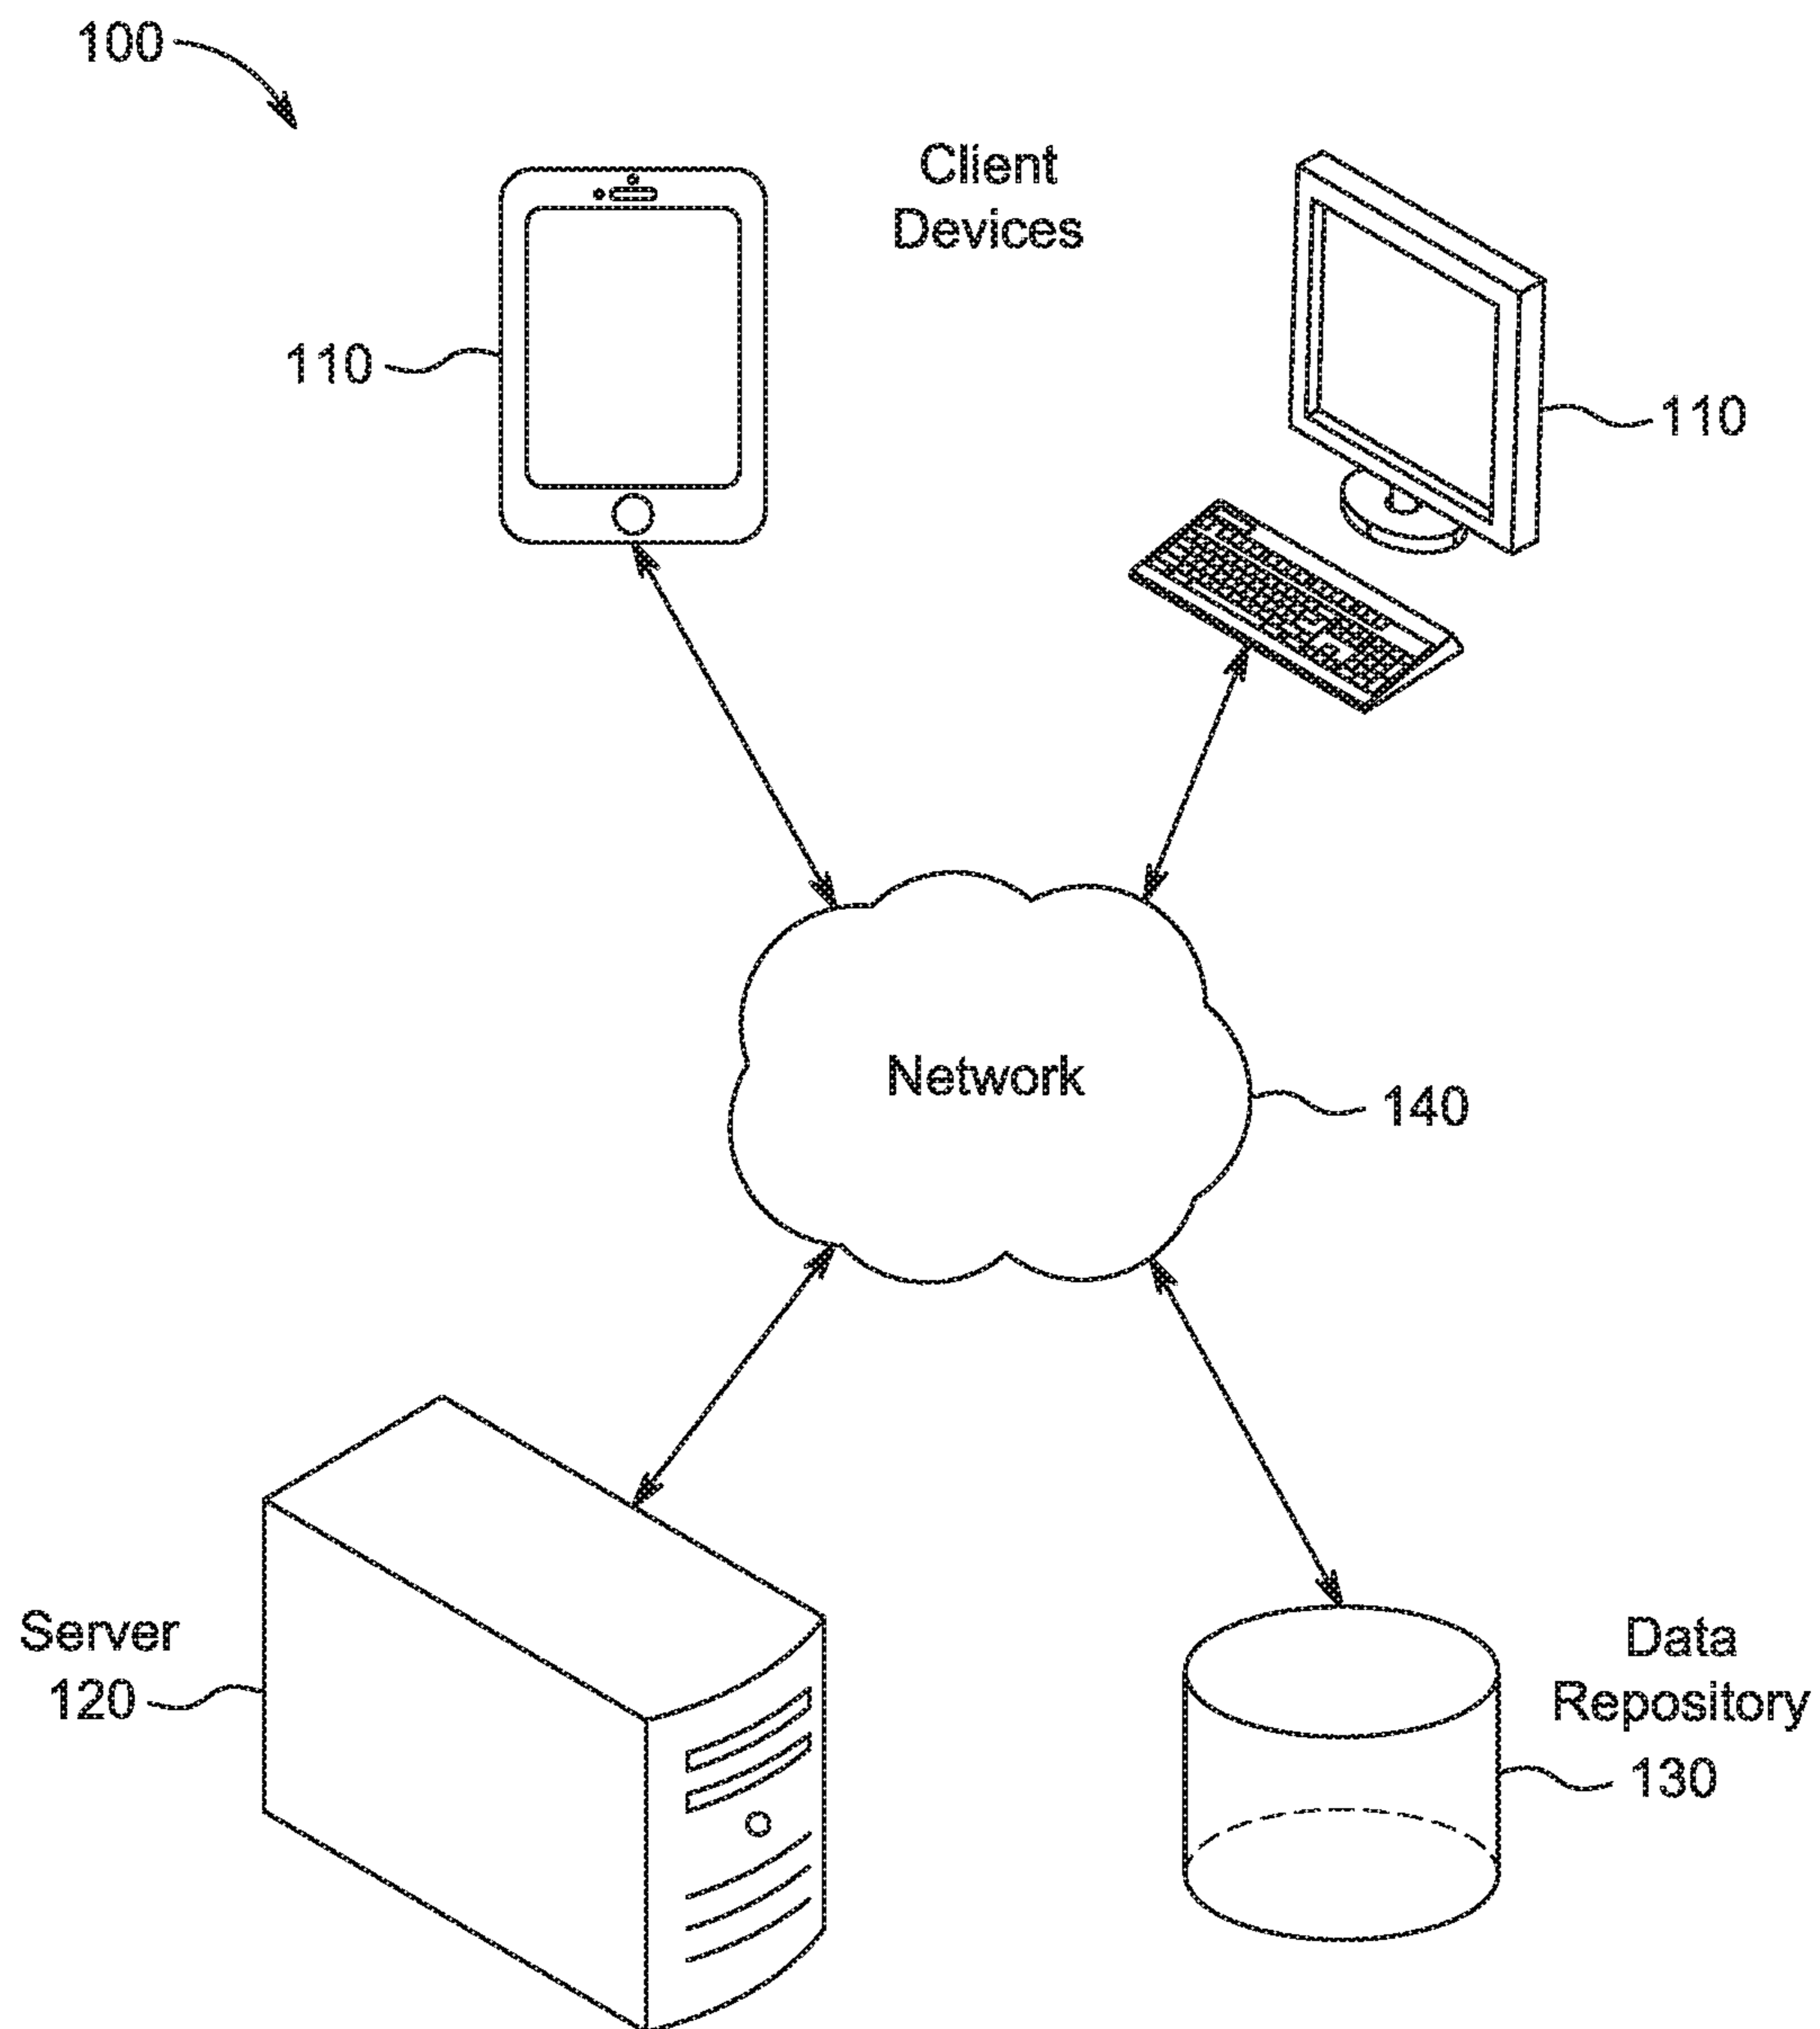 100
Client
Devices
110
110
Network
140
Server
120
Data
Repository
130